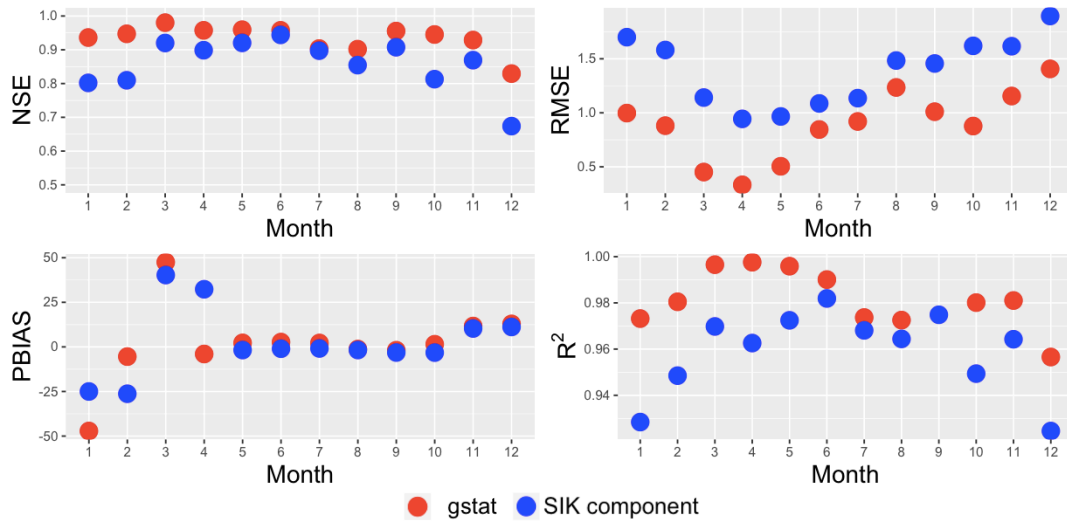 NSE
1.0
0.9
0.8
0.7
0.6
0.5
1 2 3 4 5 6 7 8 9 10 11 12
Month
RMSE
1.5
1.0
0.5
1 2 3 4 5 6 7 8 9 10 11 12
Month
PBIAS
50
25
0
-25
-50
1 2 3 4 5 6 7 8 9 10 11 12
Month
R²
1.00
0.98
0.96
0.94
1 2 3 4 5 6 7 8 9 10 11 12
Month
gstat SIK component